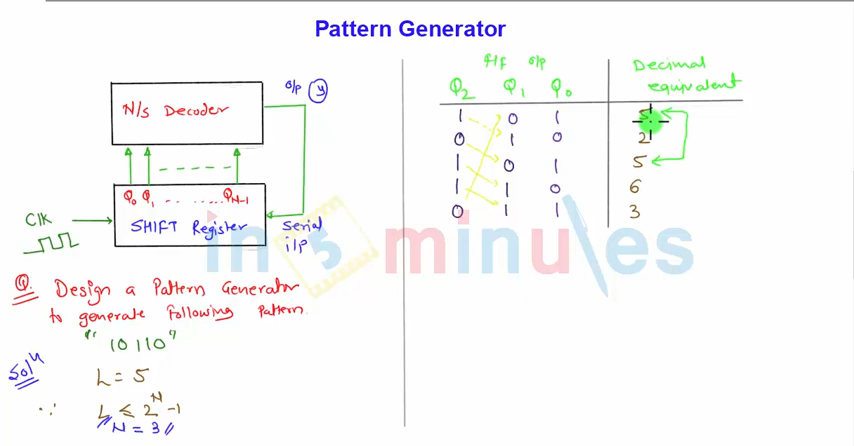 Pattern Generator
N/S Decoder
o/p y
Q0 Q1 . ........ QN-1
SHIFT Register
Clk
Serial
i/p
Q. Design a Pattern Generator
to generate following Pattern.
"10110"
Soln
L = 5
∵ L ≤ 2^N -1
N = 3
f/f o/p
Q2 Q1 Q0
Decimal
equivalent
1 0 1 5
0 1 0 2
1 0 1 5
1 1 0 6
0 1 1 3
in 5 minutes